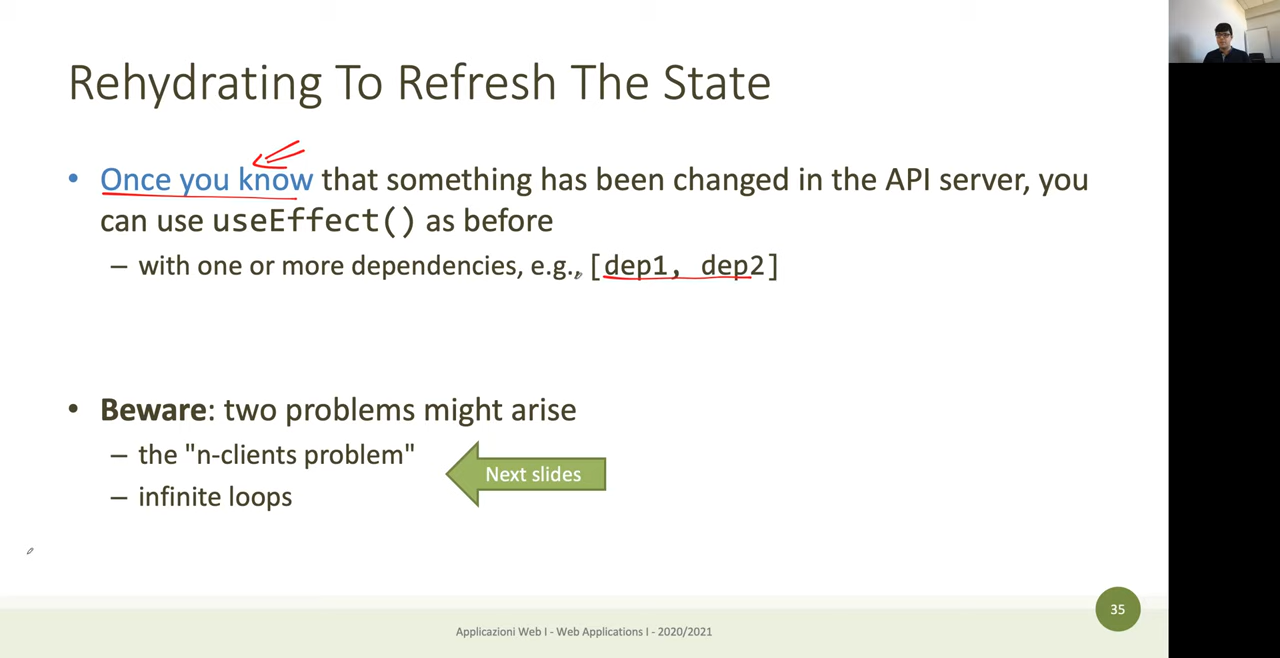 Rehydrating To Refresh The State
• Once you know that something has been changed in the API server, you
can use useEffect() as before
– with one or more dependencies, e.g., [dep1, dep2]
• Beware: two problems might arise
– the "n-clients problem"
– infinite loops
Next slides
35
Applicazioni Web I - Web Applications I - 2020/2021